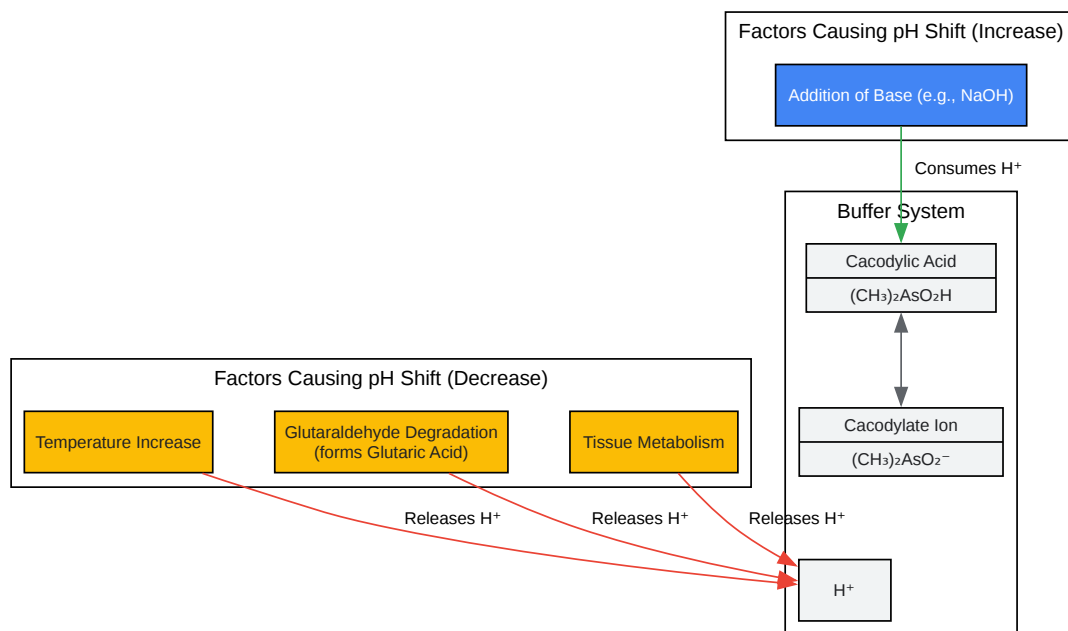 Factors Causing pH Shift (Increase)
Addition of Base (e.g., NaOH)
Consumes H⁺
Buffer System
Cacodylic Acid
(CH₃)₂AsO₂H
Factors Causing pH Shift (Decrease)
Temperature Increase
Glutaraldehyde Degradation
(forms Glutaric Acid)
Tissue Metabolism
Cacodylate Ion
(CH₃)₂AsO₂⁻
Releases H⁺
Releases H⁺
Releases H⁺
H⁺